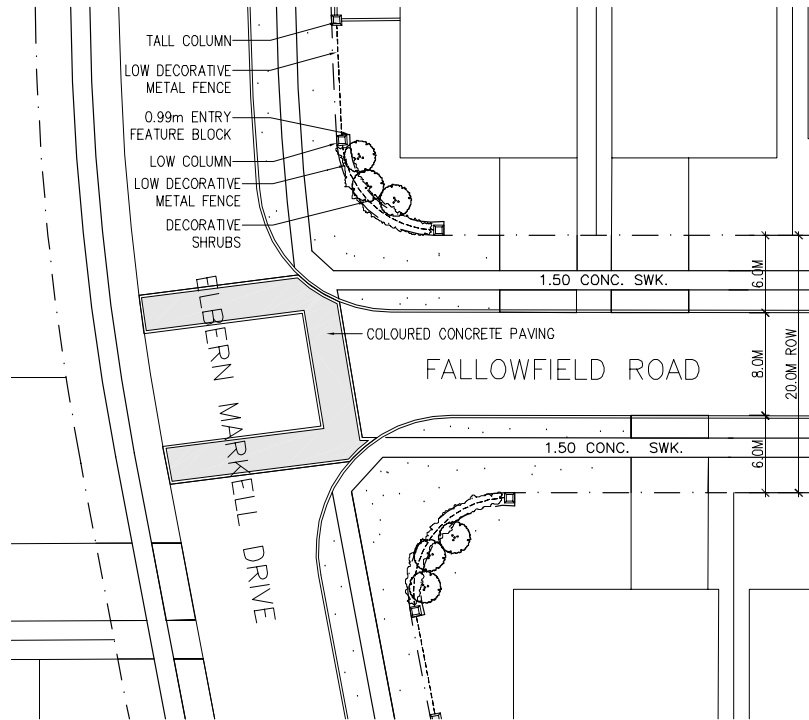 TALL COLUMN
LOW DECORATIVE
METAL FENCE
0.99m ENTRY
FEATURE BLOCK
LOW COLUMN
LOW DECORATIVE
METAL FENCE
DECORATIVE
SHRUBS
1.50 CONC. SWK.
6.0M
COLOURED CONCRETE PAVING
FALLOWFIELD ROAD
8.0M
20.0M ROW
ELBERN MARKELL DRIVE
1.50 CONC. SWK.
6.0M